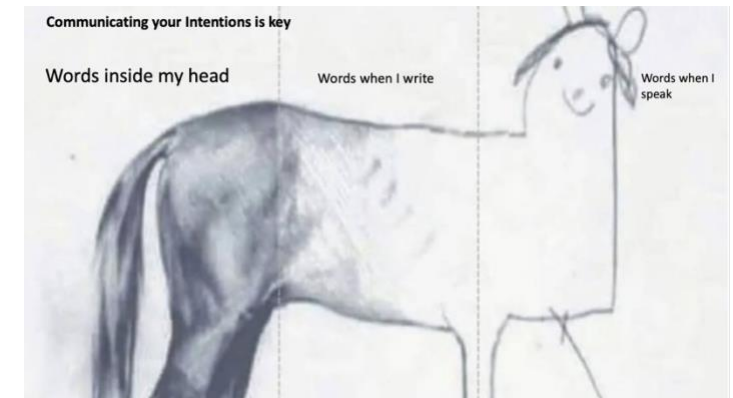 Communicating your Intentions is key
Words inside my head
Words when I write
Words when I
speak